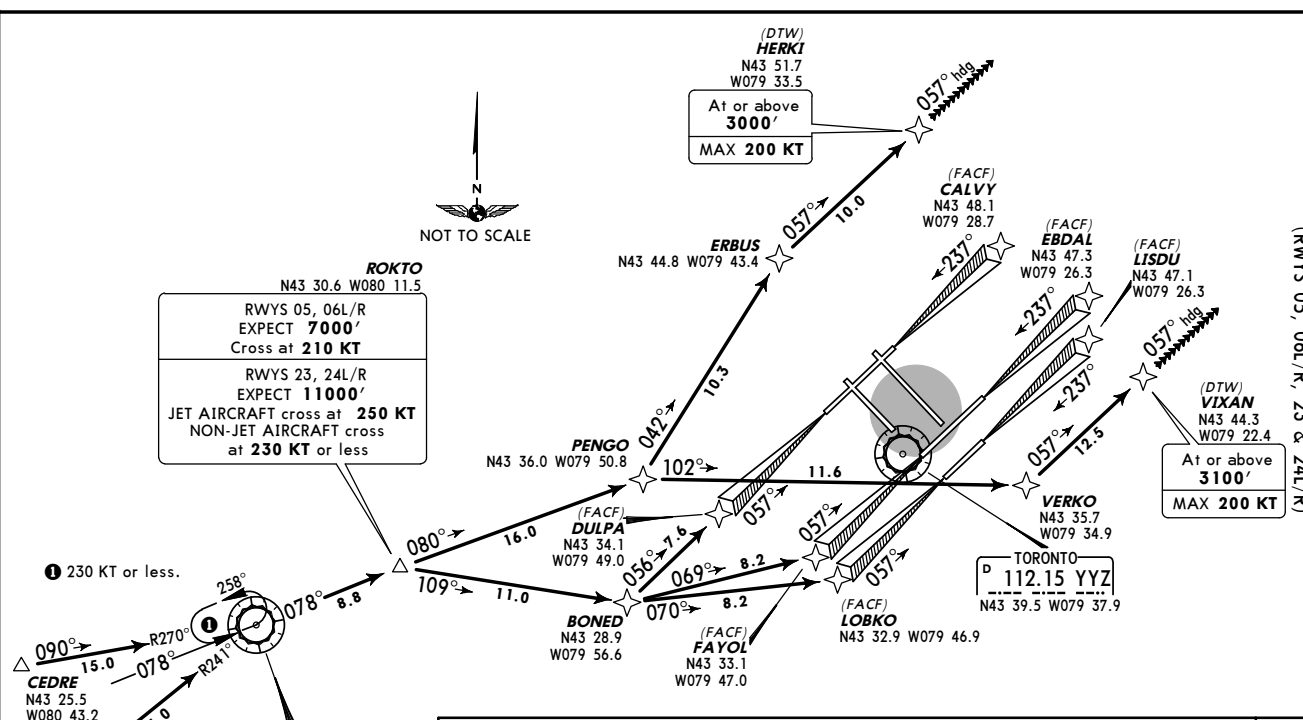 (DTW)
HERKI
N43 51.7
W079 33.5
At or above
3000'
MAX 200 KT
057° hdg
N
NOT TO SCALE
057°
10.0
(FACF)
CALVY
N43 48.1
W079 28.7
237°
(FACF)
EBDAL
N43 47.3
W079 26.3
237°
(FACF)
LISDU
N43 47.1
W079 26.3
237°
057° hdg
(DTW)
VIXAN
N44 44.3
W079 22.4
At or above
3100'
MAX 200 KT
(RWYS 05, 06L/R, 23 & 24L/R)
ERBUS
N43 44.8 W079 43.4
ROKTO
N43 30.6 W080 11.5
RWYS 05, 06L/R
EXPECT 7000'
Cross at 210 KT
RWYS 23, 24L/R
EXPECT 11000'
JET AIRCRAFT cross at 250 KT
NON-JET AIRCRAFT cross
at 230 KT or less
042°
10.3
PENGO
N43 36.0 W079 50.8
102°
11.6
057°
12.5
VERKO
N43 35.7
W079 34.9
TORONTO
D 112.15 YYZ
N43 39.5 W079 37.9
080°
16.0
(FACF)
DULPA
N43 34.1
W079 49.0
057°
057°
057°
056°
7.6
069°
8.2
070°
8.2
109°
11.0
BONED
N43 28.9
W079 56.6
(FACF)
FAYOL
N43 33.1
W079 47.0
(FACF)
LOBKO
N43 32.9 W079 46.9
1 230 KT or less.
258°
1
078°
8.8
090°
15.0
R270°
078°
R241°
CEDRE
N43 25.5
W080 43.2